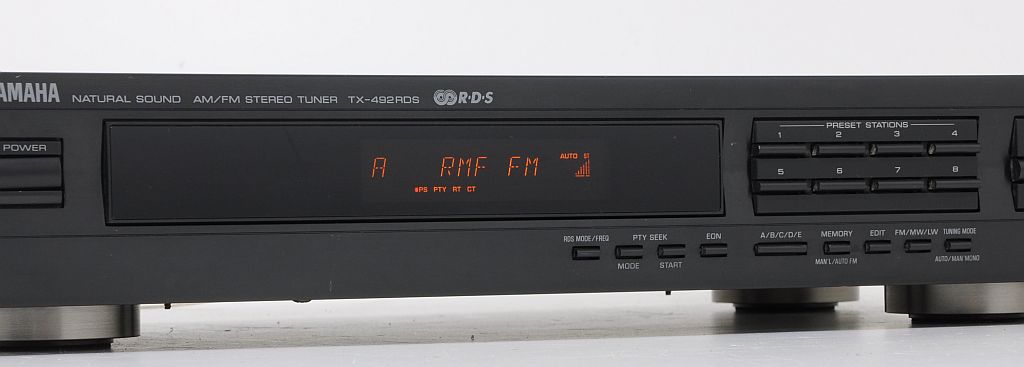 YAMAHA NATURAL SOUND AM/FM STEREO TUNER TX-492RDS R·D·S
POWER
A RMF FM AUTO ST
PS PTY RT CT
PRESET STATIONS
1 2 3 4
5 6 7 8
RDS MODE/FREQ PTY SEEK EON A/B/C/D/E MEMORY EDIT FM/MW/LW TUNING MODE
MODE START MAN'L/AUTO FM AUTO/MAN'MONO